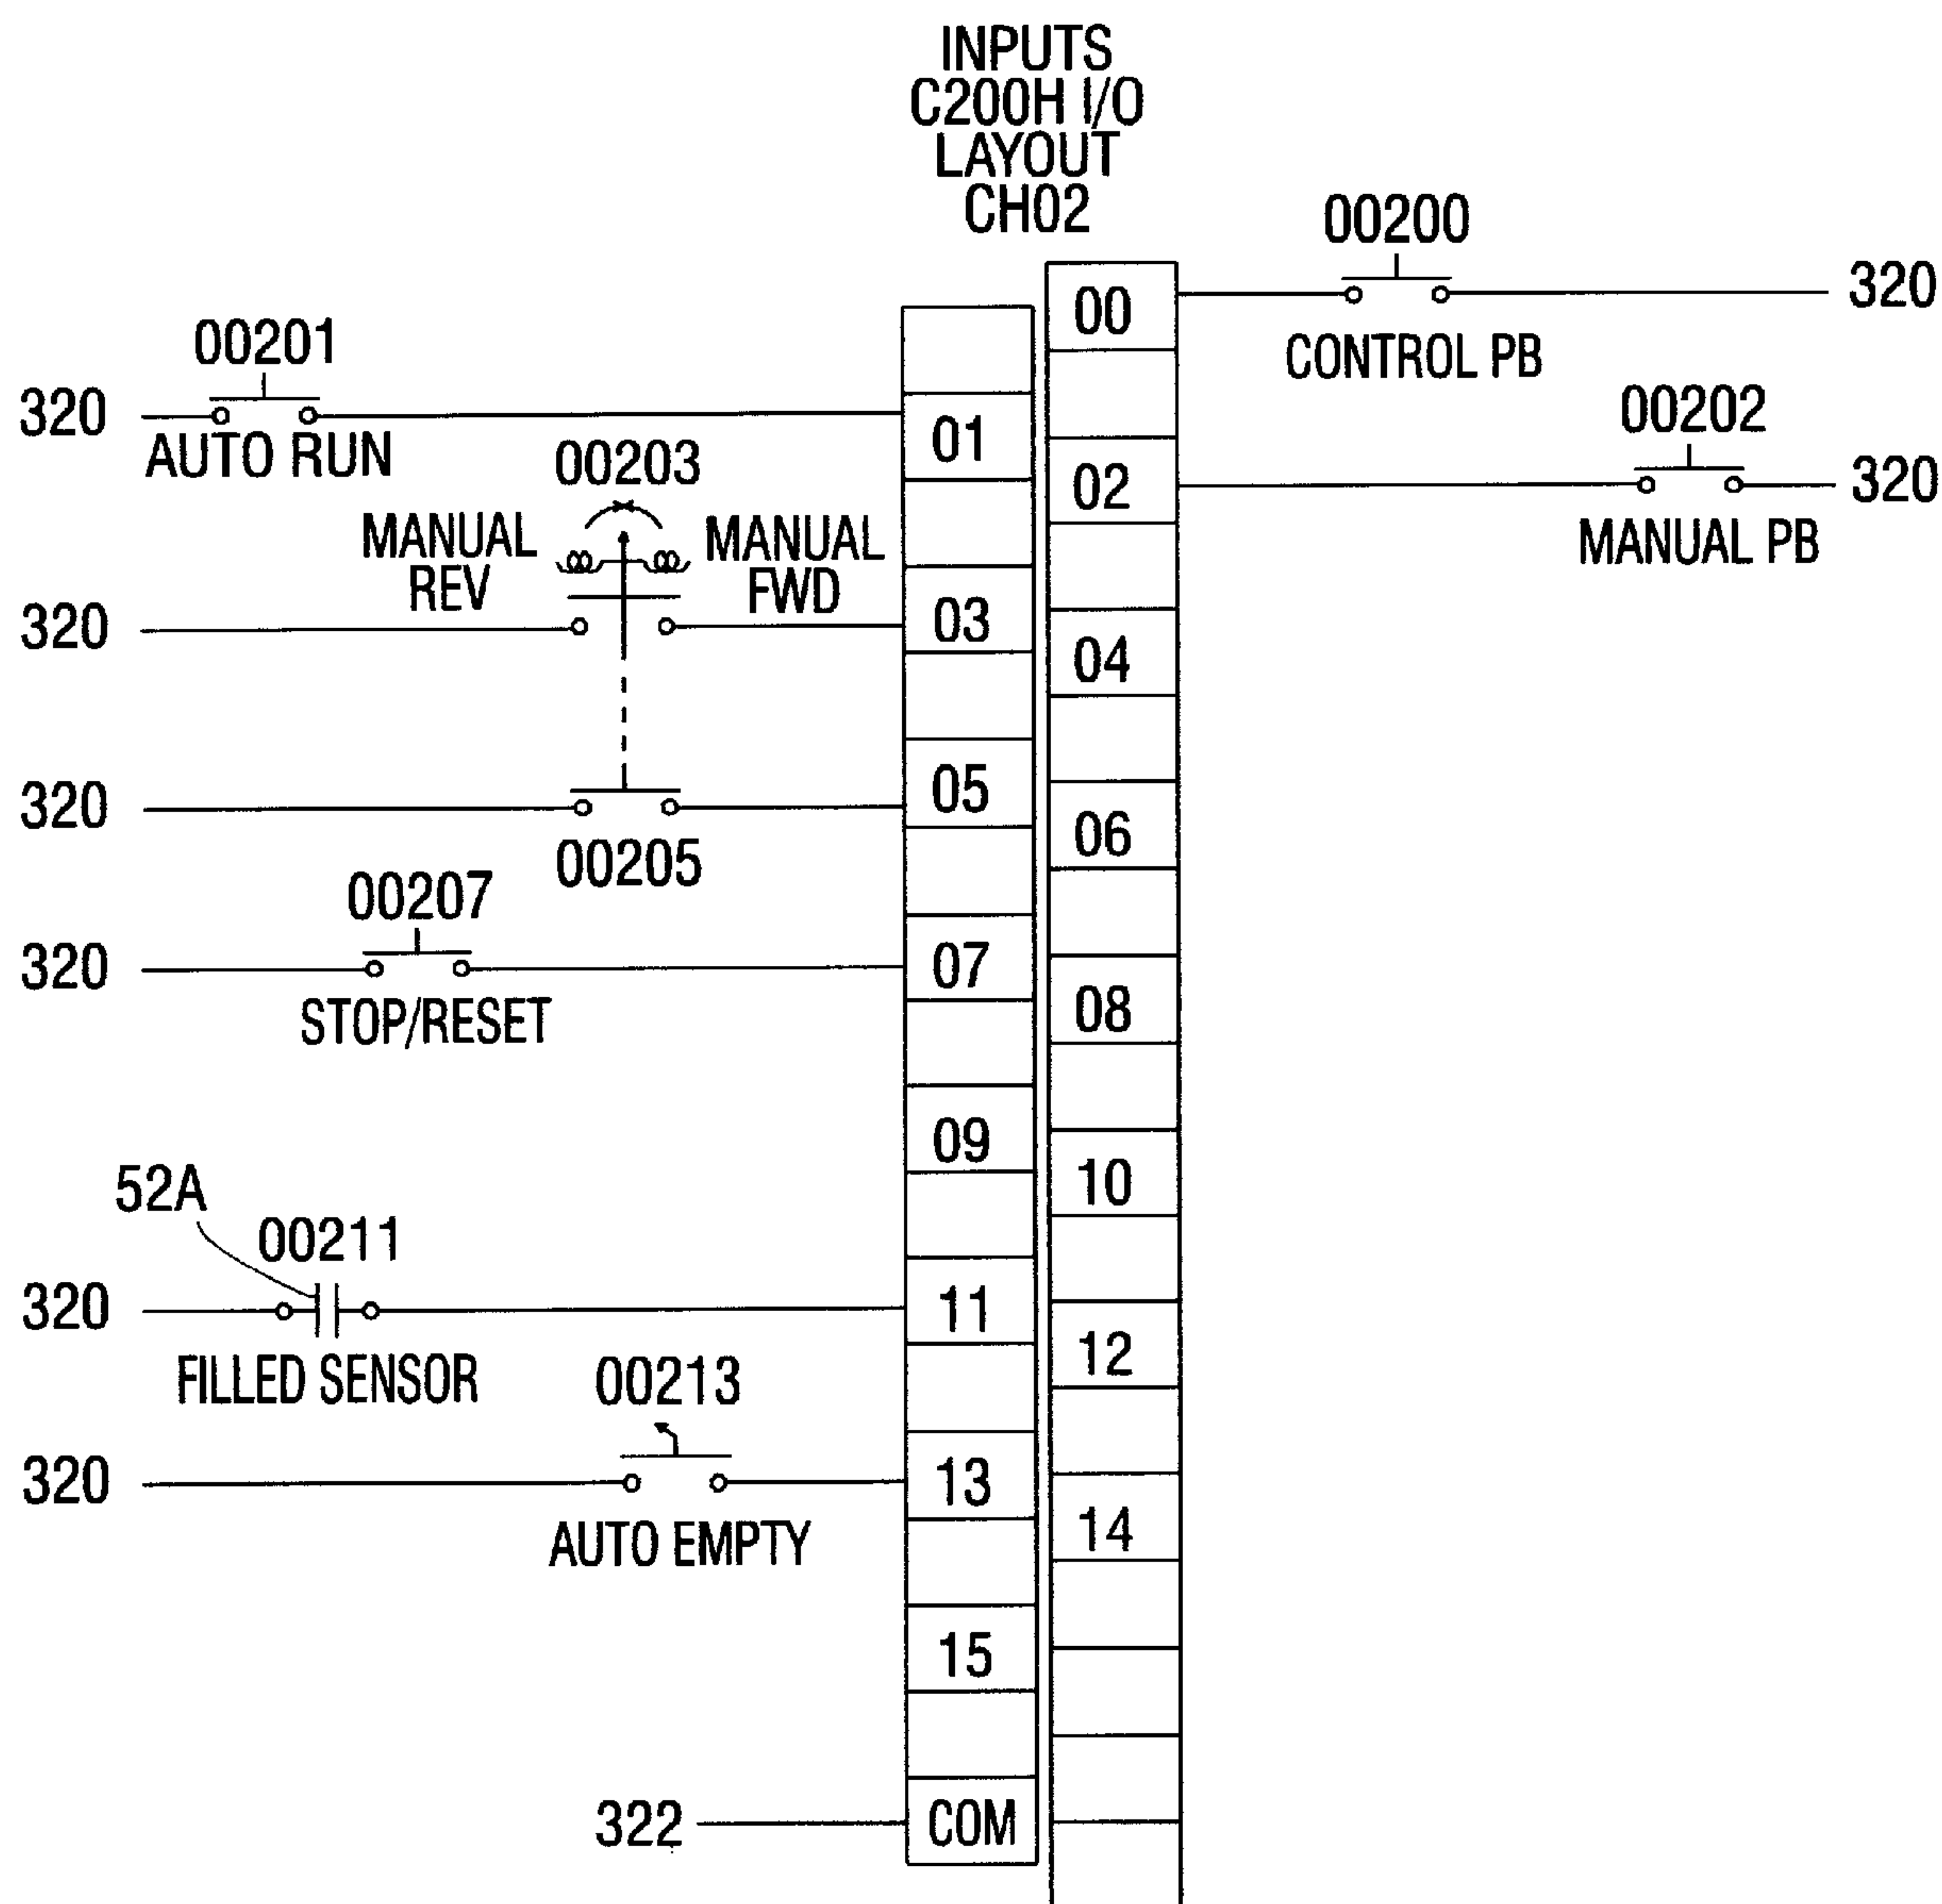 INPUTS
C200H I/O
LAYOUT
CH02
00200
00
320
CONTROL PB
00201
320
AUTO RUN
01
00202
02
320
MANUAL PB
00203
MANUAL
REV
MANUAL
FWD
320
03
04
320
05
00205
06
00207
320
07
STOP/RESET
08
09
10
52A
00211
320
11
FILLED SENSOR
12
00213
320
13
AUTO EMPTY
14
15
322
COM